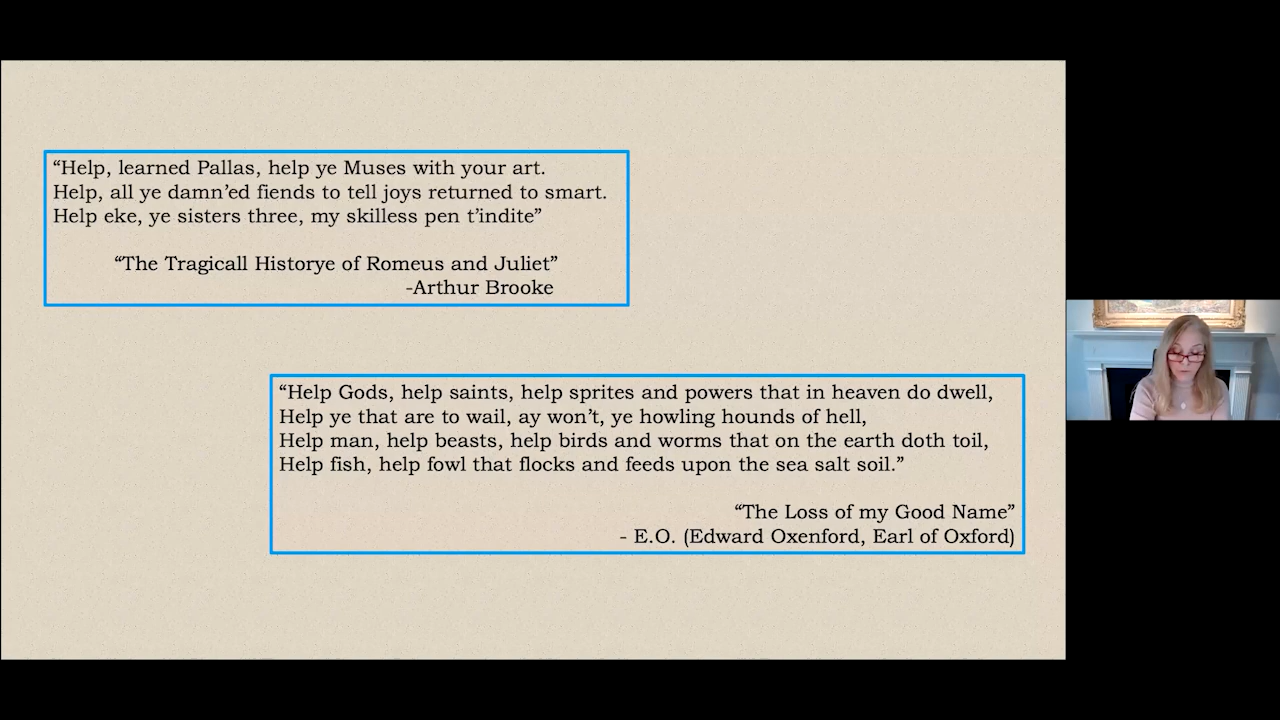 “Help, learned Pallas, help ye Muses with your art.
Help, all ye damn’ed fiends to tell joys returned to smart.
Help eke, ye sisters three, my skilless pen t’indite”
“The Tragicall Historye of Romeus and Juliet”
-Arthur Brooke
“Help Gods, help saints, help sprites and powers that in heaven do dwell,
Help ye that are to wail, ay won’t, ye howling hounds of hell,
Help man, help beasts, help birds and worms that on the earth doth toil,
Help fish, help fowl that flocks and feeds upon the sea salt soil.”
“The Loss of my Good Name”
- E.O. (Edward Oxenford, Earl of Oxford)